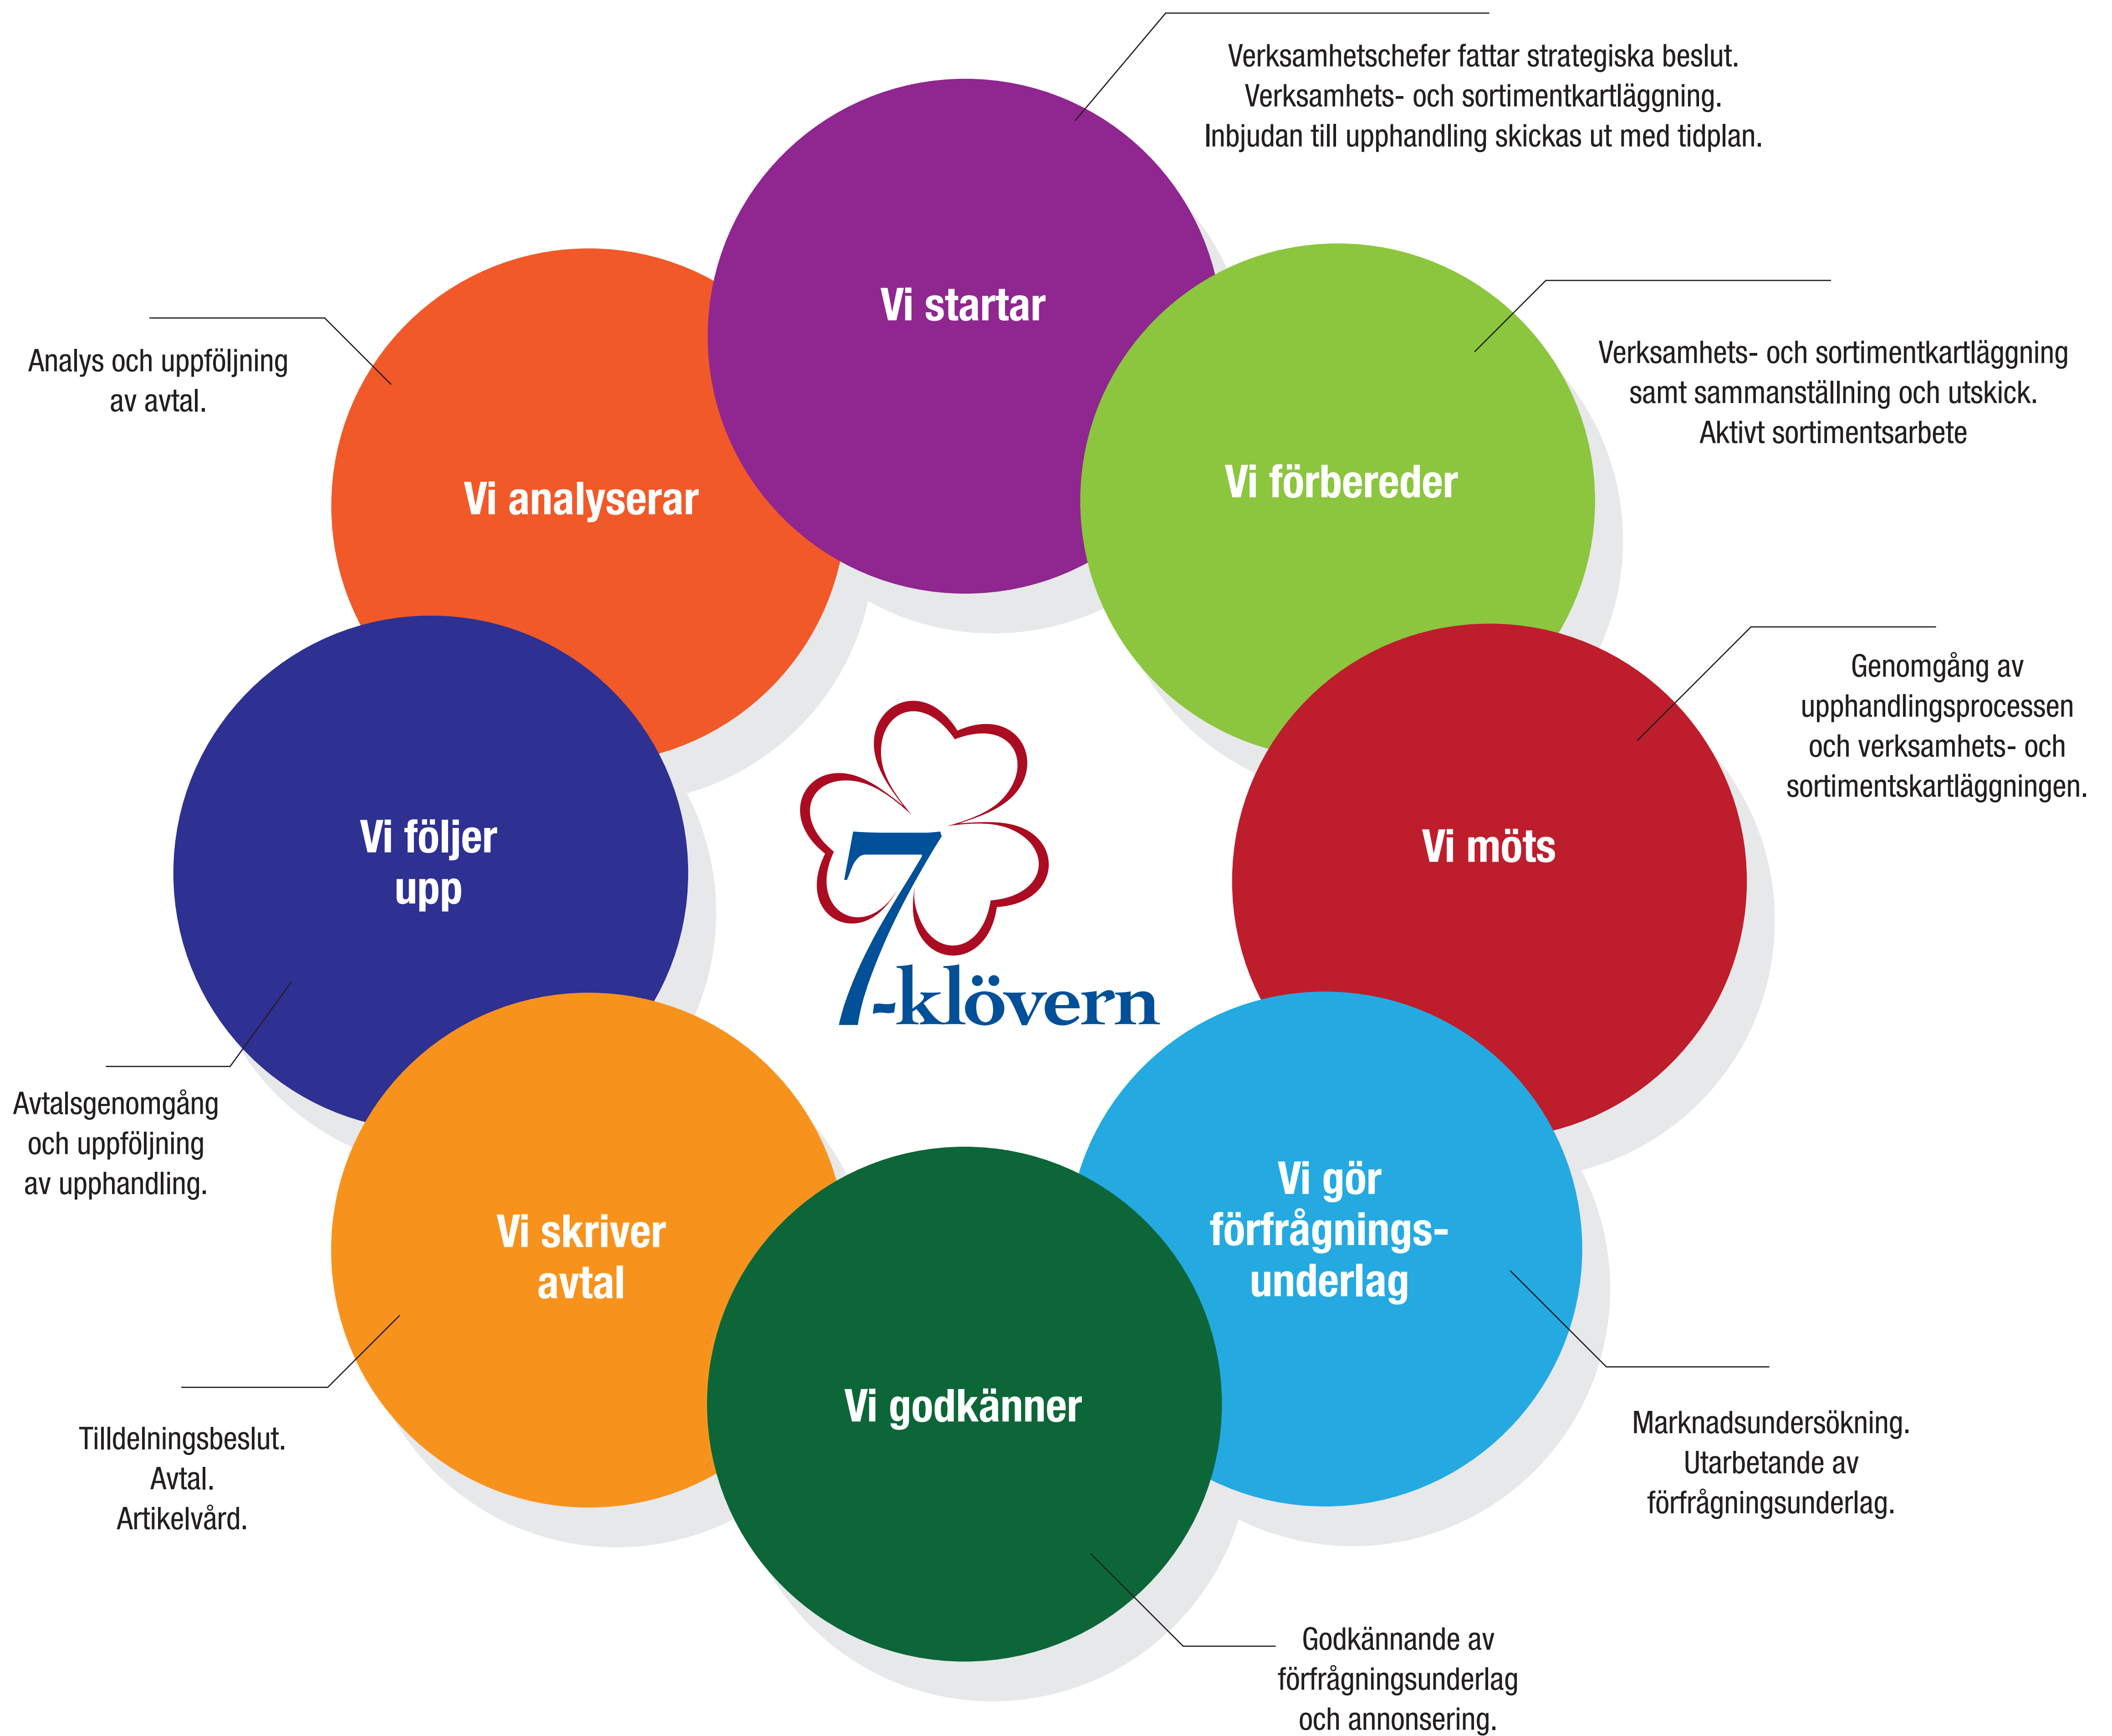 Verksamhetschefer fattar strategiska beslut.
Verksamhets- och sortimentkartläggning.
Inbjudan till upphandling skickas ut med tidplan.
Vi startar
Vi förbereder
Verksamhets- och sortimentkartläggning
samt sammanställning och utskick.
Aktivt sortimentsarbete
Vi möts
Genomgång av
upphandlingsprocessen
och verksamhets- och
sortimentskartläggningen.
Vi gör
förfrågnings-
underlag
Marknadsundersökning.
Utarbetande av
förfrågningsunderlag.
Vi godkänner
Godkännande av
förfrågningsunderlag
och annonsering.
Vi skriver
avtal
Tilldelningsbeslut.
Avtal.
Artikelvård.
Vi följer
upp
Avtalsgenomgång
och uppföljning
av upphandling.
Vi analyserar
Analys och uppföljning
av avtal.
7-klövern